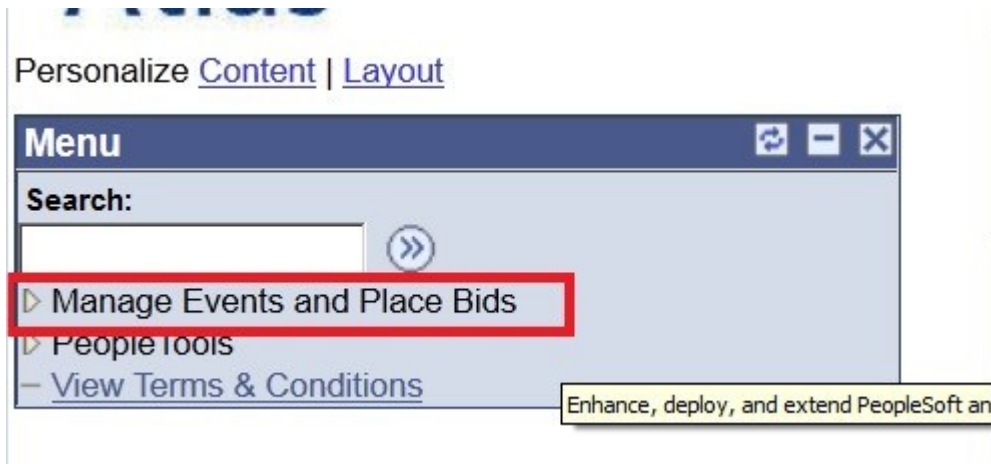 Personalize Content | Layout
Menu
Search:
Manage Events and Place Bids
PeopleTools
View Terms & Conditions
Enhance, deploy, and extend PeopleSoft an